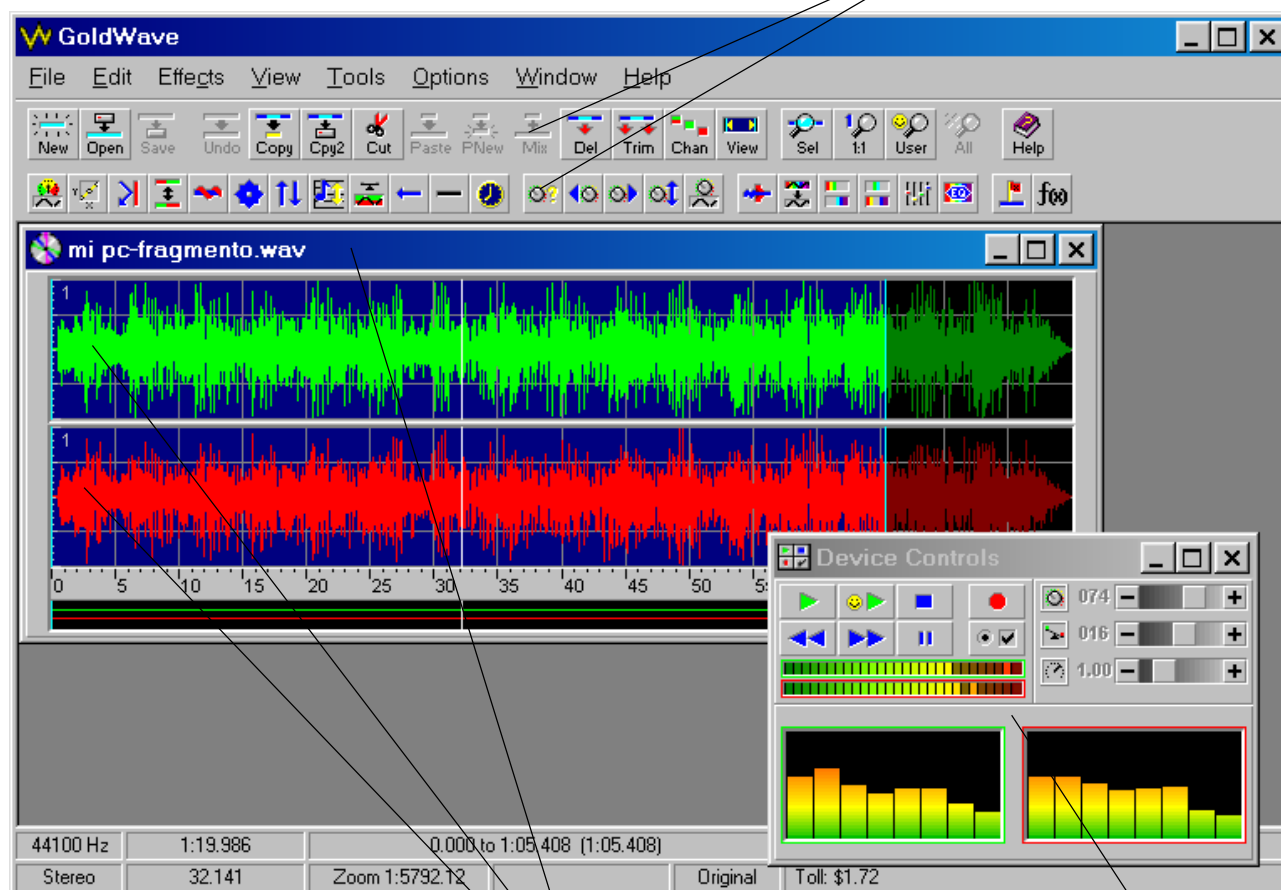 GoldWave
File Edit Effects View Tools Options Window Help
New Open Save Undo Copy Cpy2 Cut Paste PNew Mix Del Trim Chan View Sel 1:1 User All Help
f(x)
mi pc-fragmento.wav
1
1
0 5 10 15 20 25 30 35 40 45 50
Device Controls
074
016
1.00
44100 Hz 1:19.986 0.000 to 1:05.408 (1:05.408)
Stereo 32.141 Zoom 1:5792.12 Original Toll: $1.72